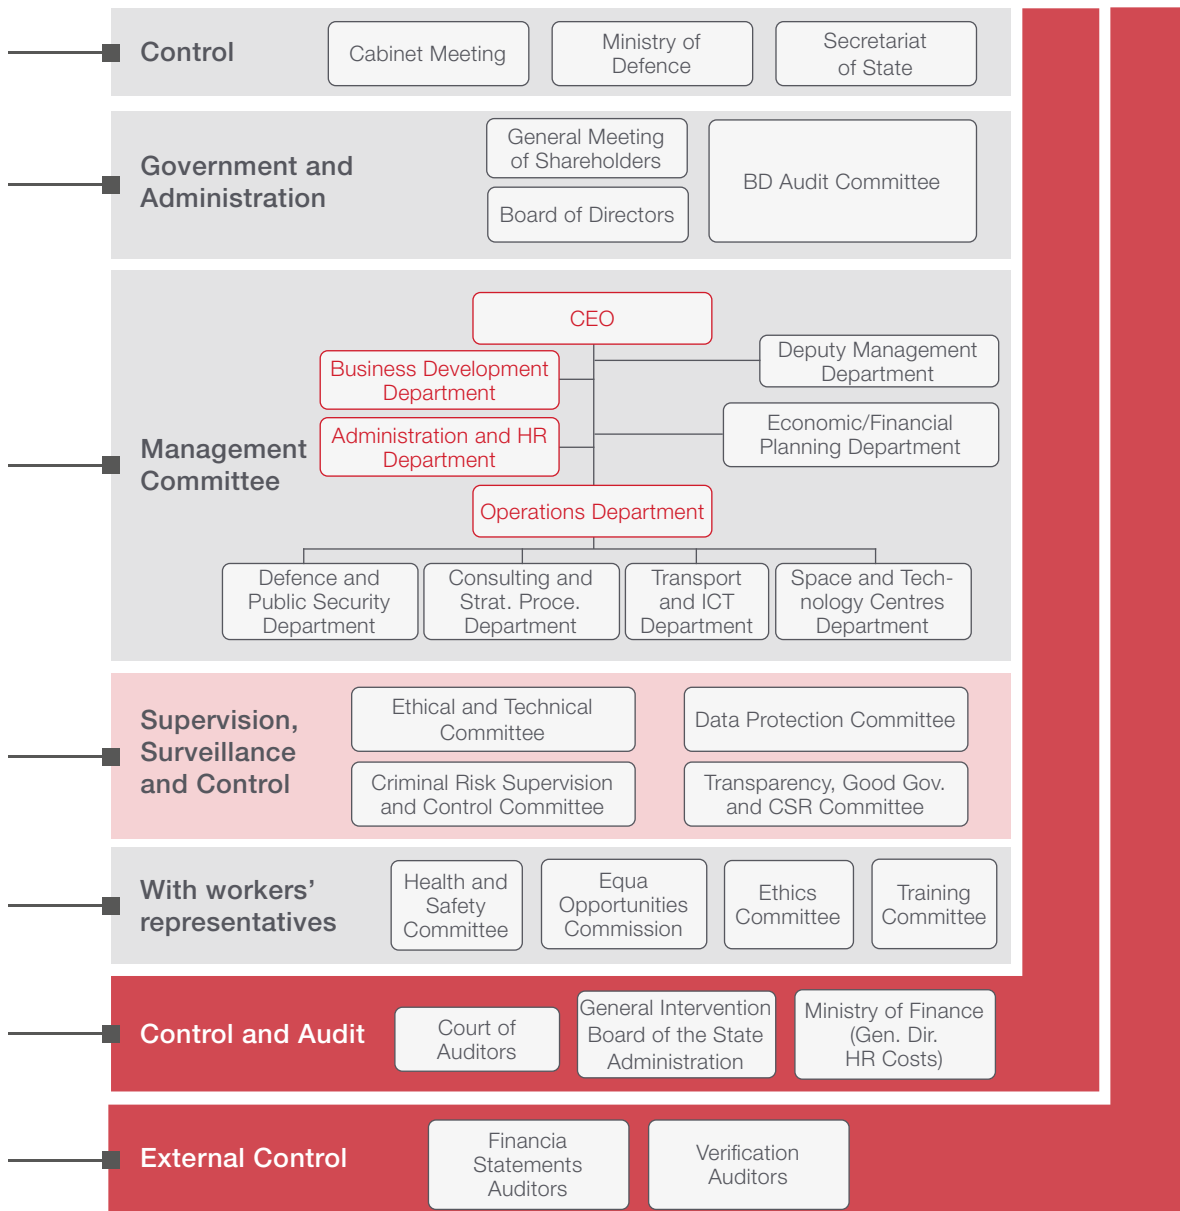 Control
Cabinet Meeting
Ministry of
Defence
Secretariat
of State
Government and
Administration
General Meeting
of Shareholders
Board of Directors
BD Audit Committee
Management
Committee
CEO
Business Development
Department
Deputy Management
Department
Administration and HR
Department
Economic/Financial
Planning Department
Operations Department
Defence and
Public Security
Department
Consulting and
Strat. Proce.
Department
Transport
and ICT
Department
Space and Tech-
nology Centres
Department
Supervision,
Surveillance
and Control
Ethical and Technical
Committee
Data Protection Committee
Criminal Risk Supervision
and Control Committee
Transparency, Good Gov.
and CSR Committee
With workers’
representatives
Health and
Safety
Committee
Equa
Opportunities
Commission
Ethics
Committee
Training
Committee
Control and Audit
Court of
Auditors
General Intervention
Board of the State
Administration
Ministry of Finance
(Gen. Dir.
HR Costs)
External Control
Financia
Statements
Auditors
Verification
Auditors